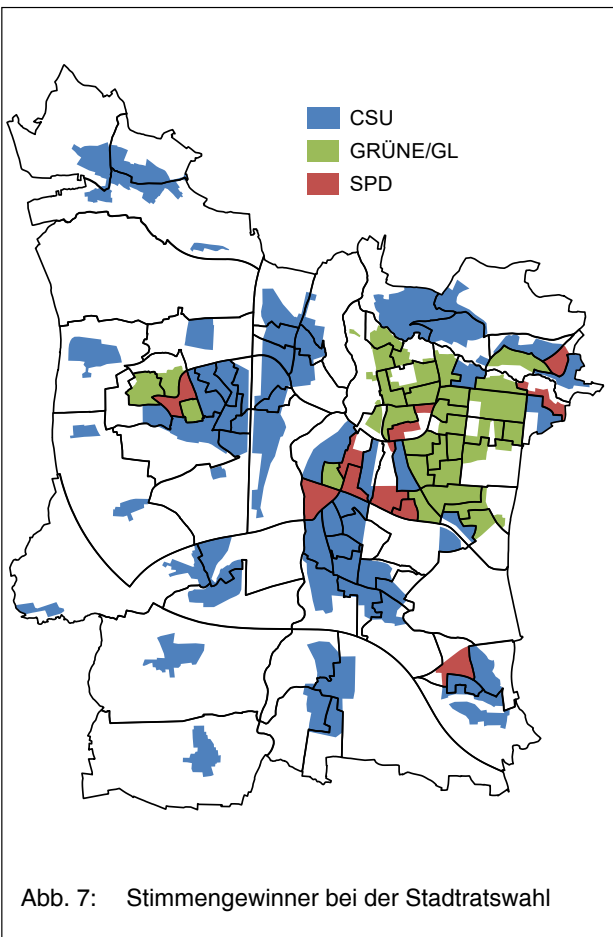 CSU
GRÜNE/GL
SPD
Abb. 7: Stimmengewinner bei der Stadtratswahl